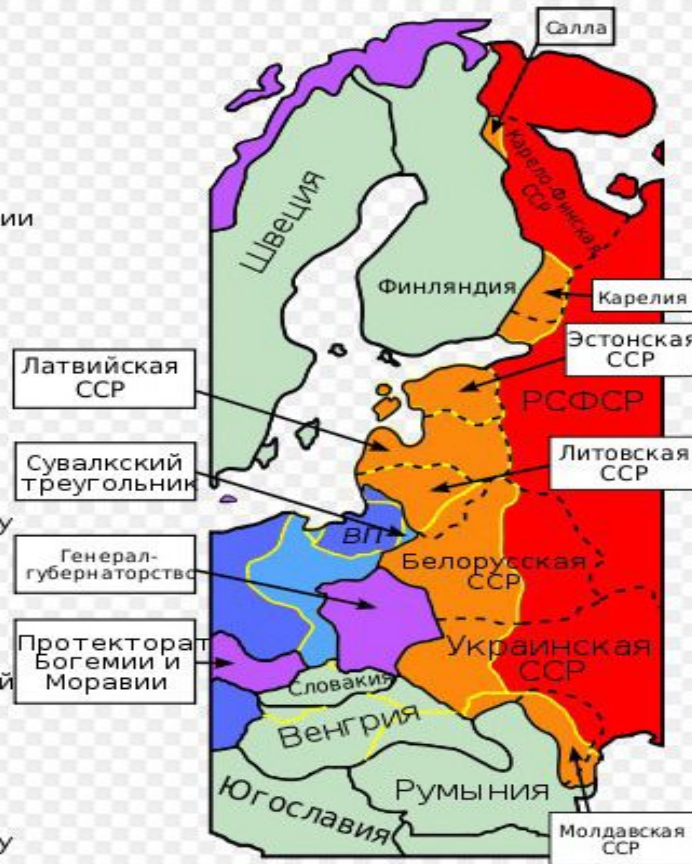 Салла
Карело-Финская
ССР
ии
Швеция
Финляндия
Карелия
Эстонская
ССР
Латвийская
ССР
РСФСР
Литовская
ССР
Сувалкский
треугольник
у
ВП
Генерал-
губернаторство
Белорусская
ССР
Протекторат
Богемии и
Моравии
Украинская
ССР
й
Словакия
Венгрия
Румыния
Югославия
у
Молдавская
ССР